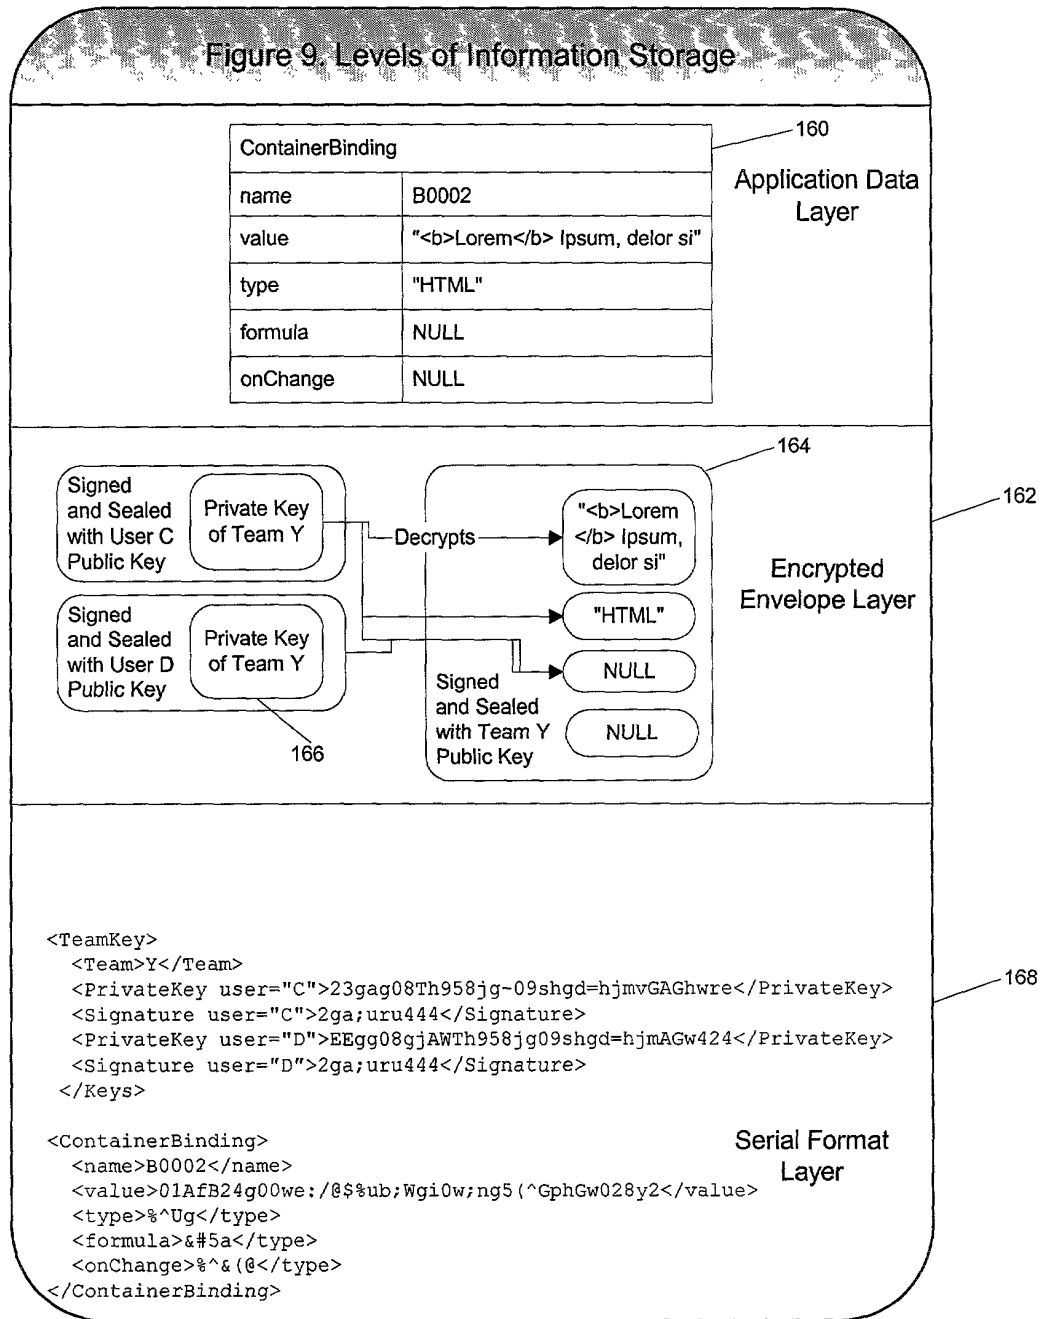 Figure 9. Levels of Information Storage
160
ContainerBinding
name B0002
value "<b>Lorem</b> Ipsum, delor si"
type "HTML"
formula NULL
onChange NULL
Application Data
Layer
164
162
Signed
and Sealed
with User C
Public Key
Private Key
of Team Y
Decrypts
"<b>Lorem
</b> Ipsum,
delor si"
"HTML"
NULL
NULL
Encrypted
Envelope Layer
Signed
and Sealed
with User D
Public Key
Private Key
of Team Y
166
Signed
and Sealed
with Team Y
Public Key
168
<TeamKey>
<Team>Y</Team>
<PrivateKey user="C">23gag08Th958jg-09shgd=hjmvGAGhwre</PrivateKey>
<Signature user="C">2ga;uru444</Signature>
<PrivateKey user="D">EEgg08gjAWTh958jg09shgd=hjmAGw424</PrivateKey>
<Signature user="D">2ga;uru444</Signature>
</Keys>
<ContainerBinding>
<name>B0002</name>
<value>01AfB24g00we:/@$%ub;Wgi0w;ng5(^GphGw028y2</value>
<type>%^Ug</type>
<formula>&#5a</type>
<onChange>%^&(@</type>
</ContainerBinding>
Serial Format
Layer